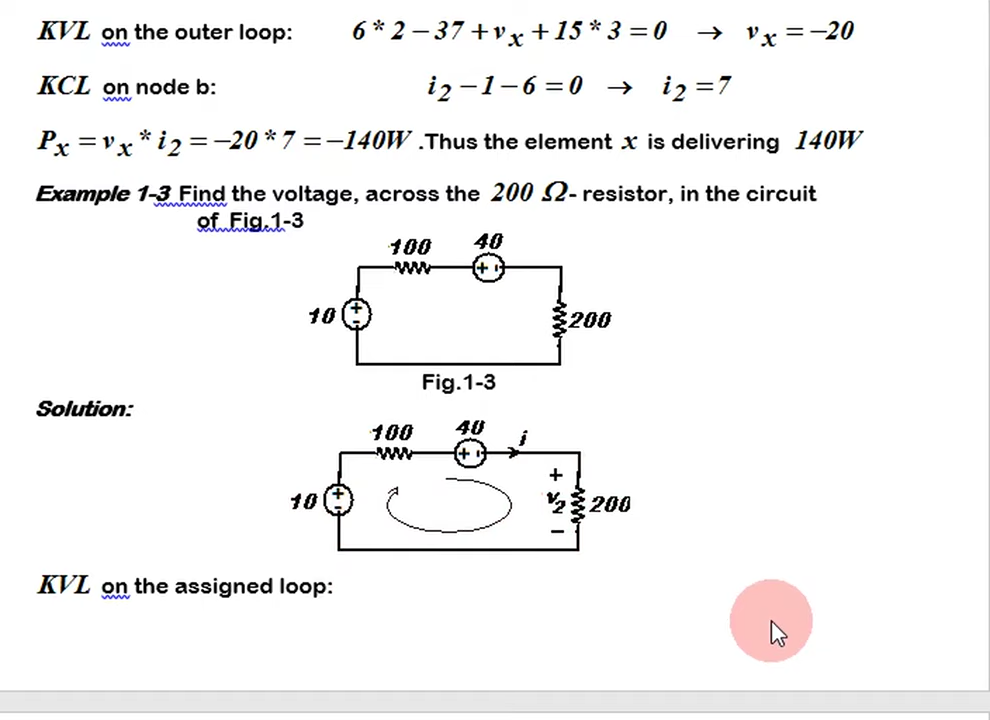 KVL on the outer loop: 6 * 2 – 37 + vx + 15 * 3 = 0 → vx = –20
KCL on node b: i2 – 1 – 6 = 0 → i2 = 7
Px = vx * i2 = –20 * 7 = –140W .Thus the element x is delivering 140W
Example 1-3 Find the voltage, across the 200 Ω- resistor, in the circuit
of Fig.1-3
100 40
+ -
10 + - 200
Fig.1-3
Solution:
100 40 i
+ -
+
10 + - v2 200
–
KVL on the assigned loop: